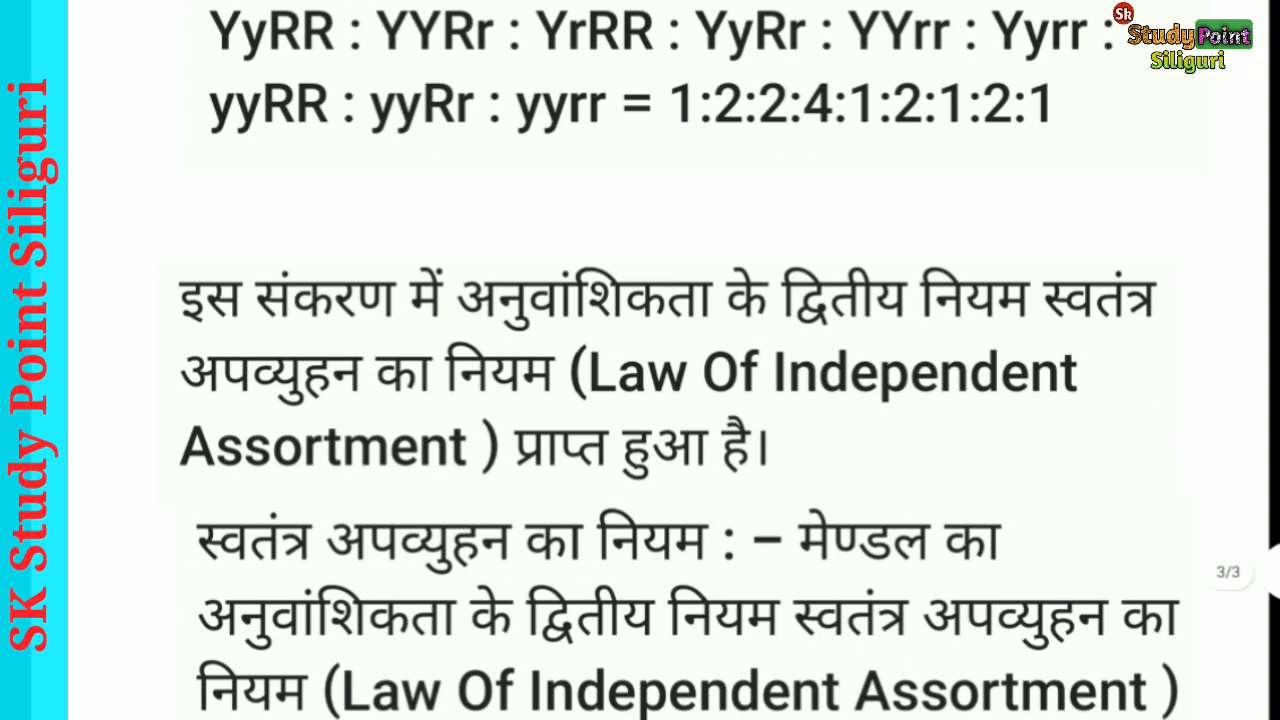 YyRR : YYRr : YrRR : YyRr : YYrr : Yyrr :
yyRR : yyRr : yyrr = 1:2:2:4:1:2:1:2:1
इस संकरण में अनुवांशिकता के द्वितीय नियम स्वतंत्र
अपव्युहन का नियम (Law Of Independent
Assortment ) प्राप्त हुआ है।
स्वतंत्र अपव्युहन का नियम : – मेण्डल का
अनुवांशिकता के द्वितीय नियम स्वतंत्र अपव्युहन का
नियम (Law Of Independent Assortment )
SK Study Point Siliguri
Sk
Study Point
Siliguri
3/3